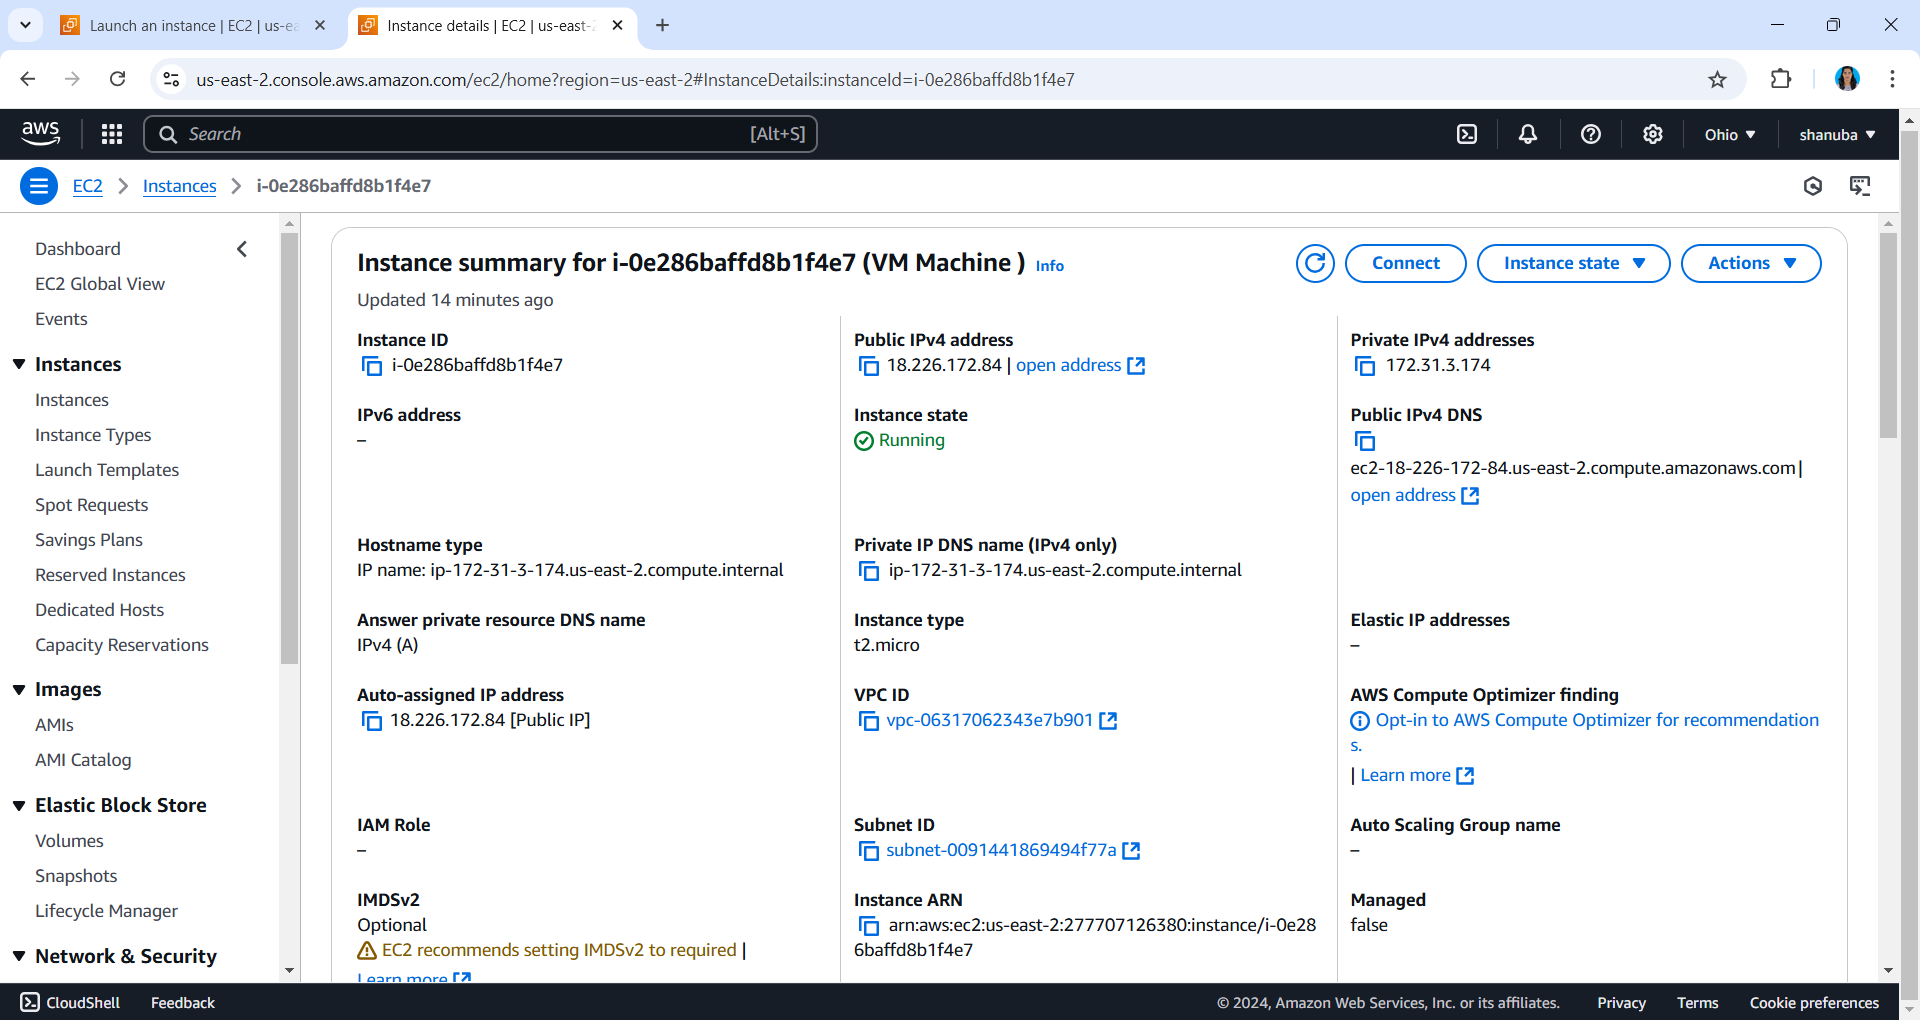 Launch an instance | EC2 | us-ea
Instance details | EC2 | us-east-2
us-east-2.console.aws.amazon.com/ec2/home?region=us-east-2#InstanceDetails:instanceId=i-0e286baffd8b1f4e7
aws
Search [Alt+S]
Ohio
shanuba
EC2 Instances i-0e286baffd8b1f4e7
Dashboard
EC2 Global View
Events
Instances
Instances
Instance Types
Launch Templates
Spot Requests
Savings Plans
Reserved Instances
Dedicated Hosts
Capacity Reservations
Images
AMIs
AMI Catalog
Elastic Block Store
Volumes
Snapshots
Lifecycle Manager
Network & Security
Instance summary for i-0e286baffd8b1f4e7 (VM Machine ) Info
Updated 14 minutes ago
Connect
Instance state
Actions
Instance ID
i-0e286baffd8b1f4e7
Public IPv4 address
18.226.172.84 | open address
Private IPv4 addresses
172.31.3.174
IPv6 address
–
Instance state
Running
Public IPv4 DNS
ec2-18-226-172-84.us-east-2.compute.amazonaws.com |
open address
Hostname type
IP name: ip-172-31-3-174.us-east-2.compute.internal
Private IP DNS name (IPv4 only)
ip-172-31-3-174.us-east-2.compute.internal
Answer private resource DNS name
IPv4 (A)
Instance type
t2.micro
Elastic IP addresses
–
Auto-assigned IP address
18.226.172.84 [Public IP]
VPC ID
vpc-06317062343e7b901
AWS Compute Optimizer finding
Opt-in to AWS Compute Optimizer for recommendation
s.
| Learn more
IAM Role
–
Subnet ID
subnet-0091441869494f77a
Auto Scaling Group name
–
IMDSv2
Optional
EC2 recommends setting IMDSv2 to required |
Learn more
Instance ARN
arn:aws:ec2:us-east-2:277707126380:instance/i-0e28
6baffd8b1f4e7
Managed
false
CloudShell
Feedback
© 2024, Amazon Web Services, Inc. or its affiliates.
Privacy
Terms
Cookie preferences